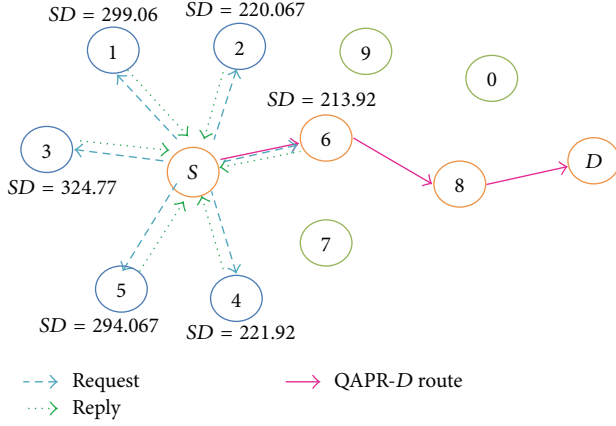 SD = 299.06
SD = 220.067
1
2
9
0
SD = 213.92
3
6
S
D
8
SD = 324.77
7
5
4
SD = 294.067
SD = 221.92
Request
QAPR-D route
Reply